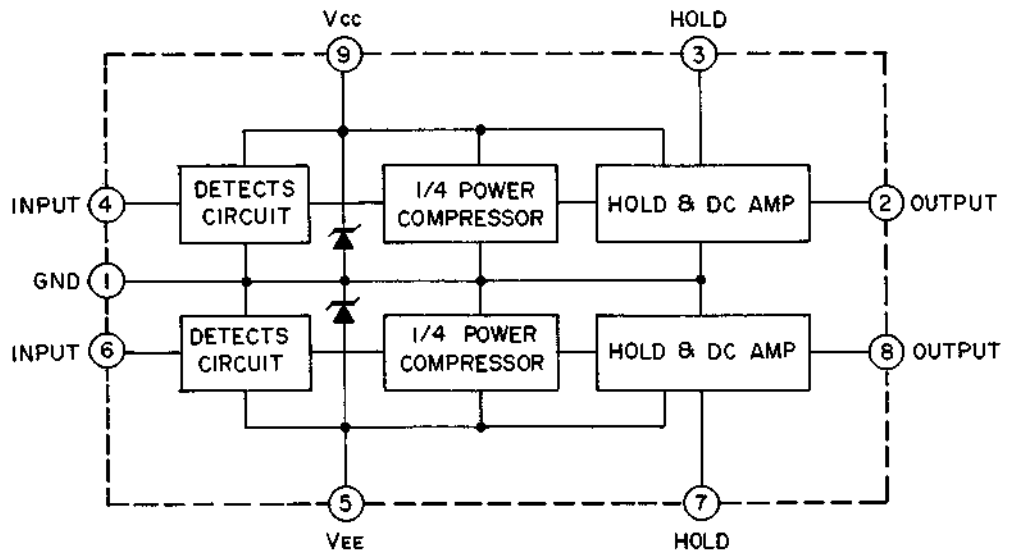 Vcc
HOLD
9
3
INPUT 4
DETECTS
CIRCUIT
1/4 POWER
COMPRESSOR
HOLD & DC AMP
2 OUTPUT
GND 1
INPUT 6
DETECTS
CIRCUIT
1/4 POWER
COMPRESSOR
HOLD & DC AMP
8 OUTPUT
5
7
VEE
HOLD